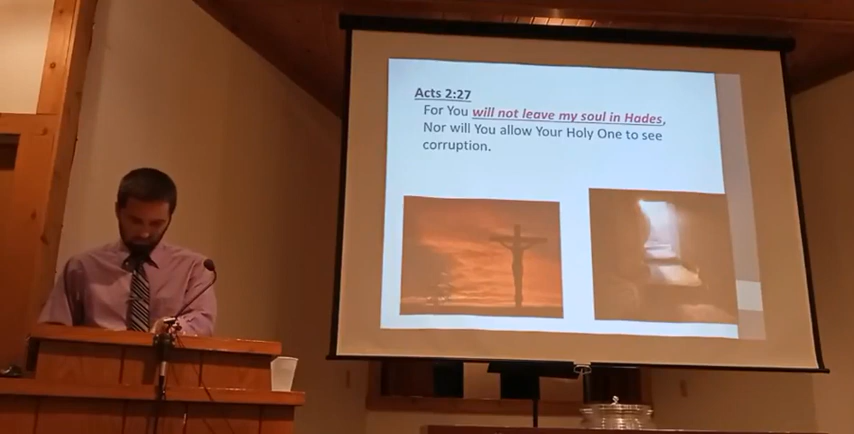 Acts 2:27
For You will not leave my soul in Hades,
Nor will You allow Your Holy One to see
corruption.